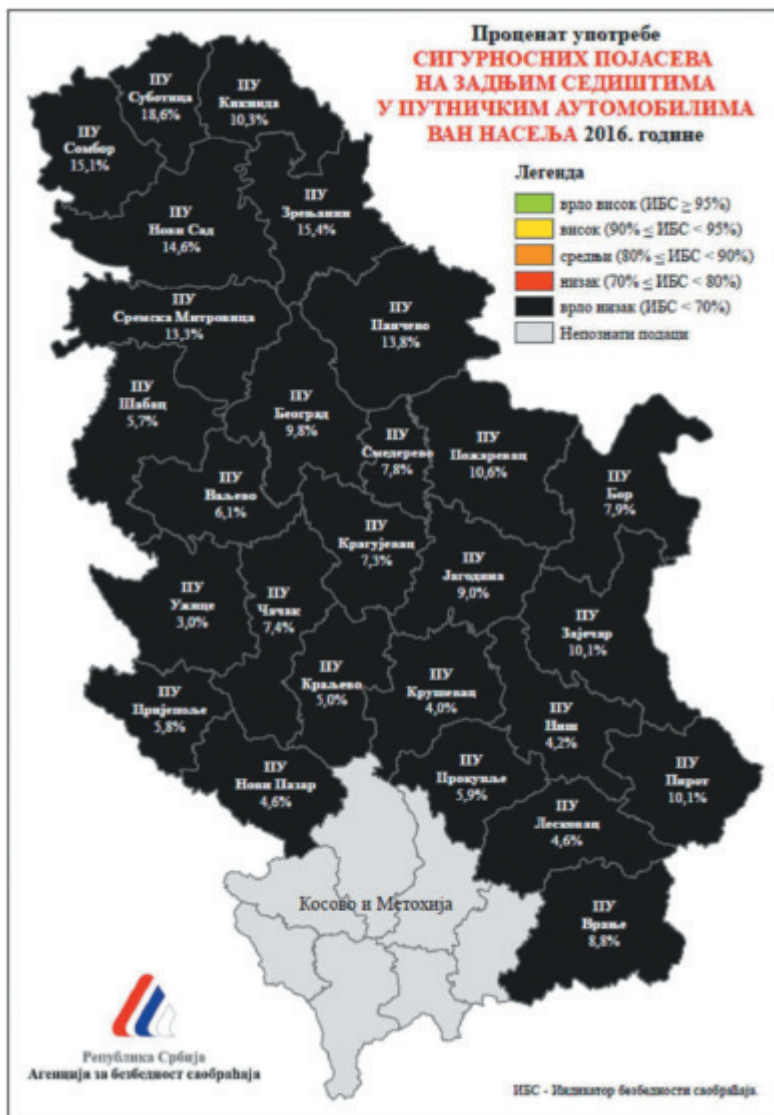 Проценат употребе
СИГУРНОСНИХ ПОЈАСЕВА
НА ЗАДЊИМ СЕДИШТИМА
У ПУТНИЧКИМ АУТОМОБИЛИМА
ВАН НАСЕЉА 2016. године
Легенда
врло висок (ИБС ≥ 95%)
висок (90% ≤ ИБС < 95%)
средњи (80% ≤ ИБС < 90%)
низак (70% ≤ ИБС < 80%)
врло низак (ИБС < 70%)
Непознати подаци
ПУ
Суботица
18,6%
ПУ
Кикинда
10,3%
ПУ
Сомбор
15,1%
ПУ
Нови Сад
14,6%
ПУ
Зрењанин
15,4%
ПУ
Сремска Митровица
13,3%
ПУ
Панчево
13,8%
ПУ
Шабац
5,7%
ПУ
Београд
9,8%
ПУ
Смедерево
7,8%
ПУ
Пожаревац
10,6%
ПУ
Бор
7,9%
ПУ
Ваљево
6,1%
ПУ
Крагујевац
7,3%
ПУ
Јагодина
9,0%
ПУ
Ужице
3,0%
ПУ
Чачак
7,4%
ПУ
Зајечар
10,1%
ПУ
Краљево
5,0%
ПУ
Крушевац
4,0%
ПУ
Пријепоље
5,8%
ПУ
Ниш
4,2%
ПУ
Нови Пазар
4,6%
ПУ
Прокупље
5,9%
ПУ
Пирот
10,1%
ПУ
Лесковац
4,6%
Косово и Метохија
ПУ
Врање
8,8%
Република Србија
Агенција за безбедност саобраћаја
ИБС - Индикатор безбедности саобраћаја.